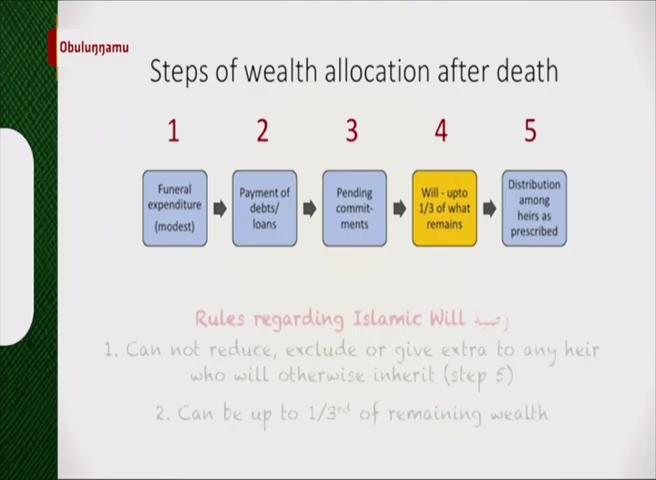 Obuluŋŋamu
Steps of wealth allocation after death
1 2 3 4 5
Funeral
expenditure
(modest)
Payment of
debts/
loans
Pending
commit-
ments
Will - upto
1/3 of what
remains
Distribution
among
heirs as
prescribed
Rules regarding Islamic Will وصية
1. Can not reduce, exclude or give extra to any heir
who will otherwise inherit (step 5)
2. Can be up to 1/3rd of remaining wealth